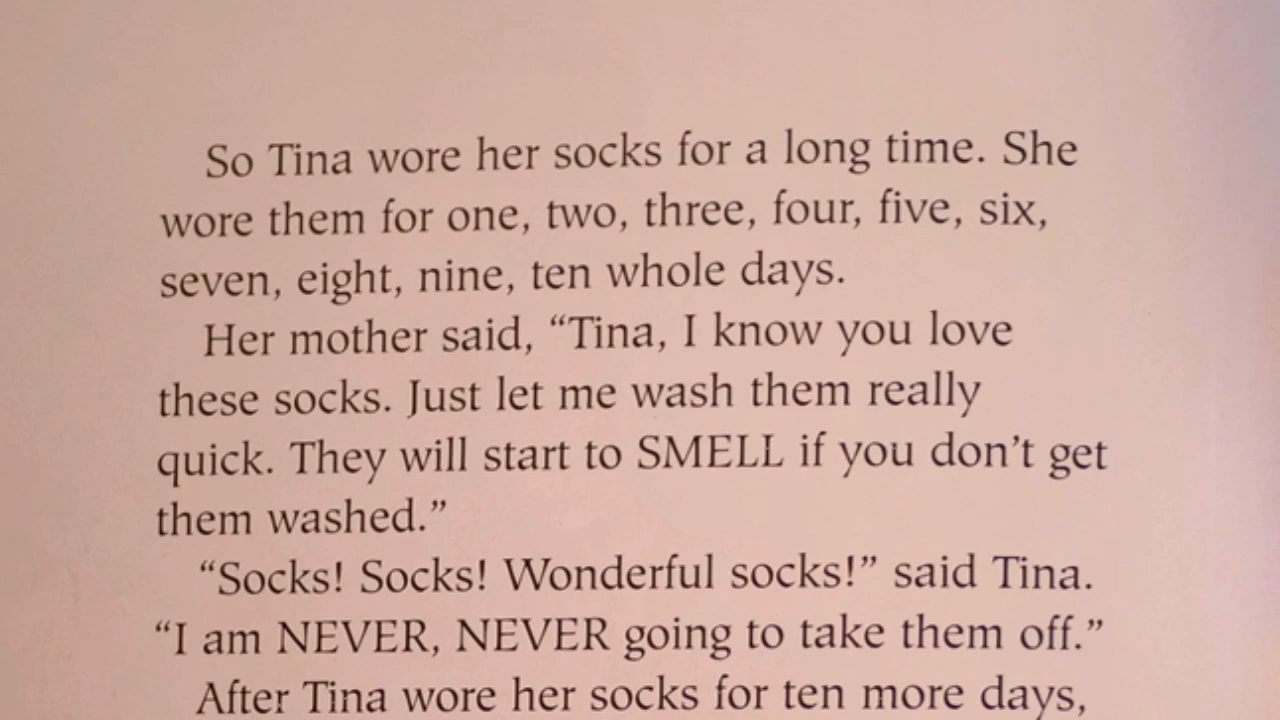 So Tina wore her socks for a long time. She
wore them for one, two, three, four, five, six,
seven, eight, nine, ten whole days.
Her mother said, “Tina, I know you love
these socks. Just let me wash them really
quick. They will start to SMELL if you don’t get
them washed.”
“Socks! Socks! Wonderful socks!” said Tina.
“I am NEVER, NEVER going to take them off.”
After Tina wore her socks for ten more days,